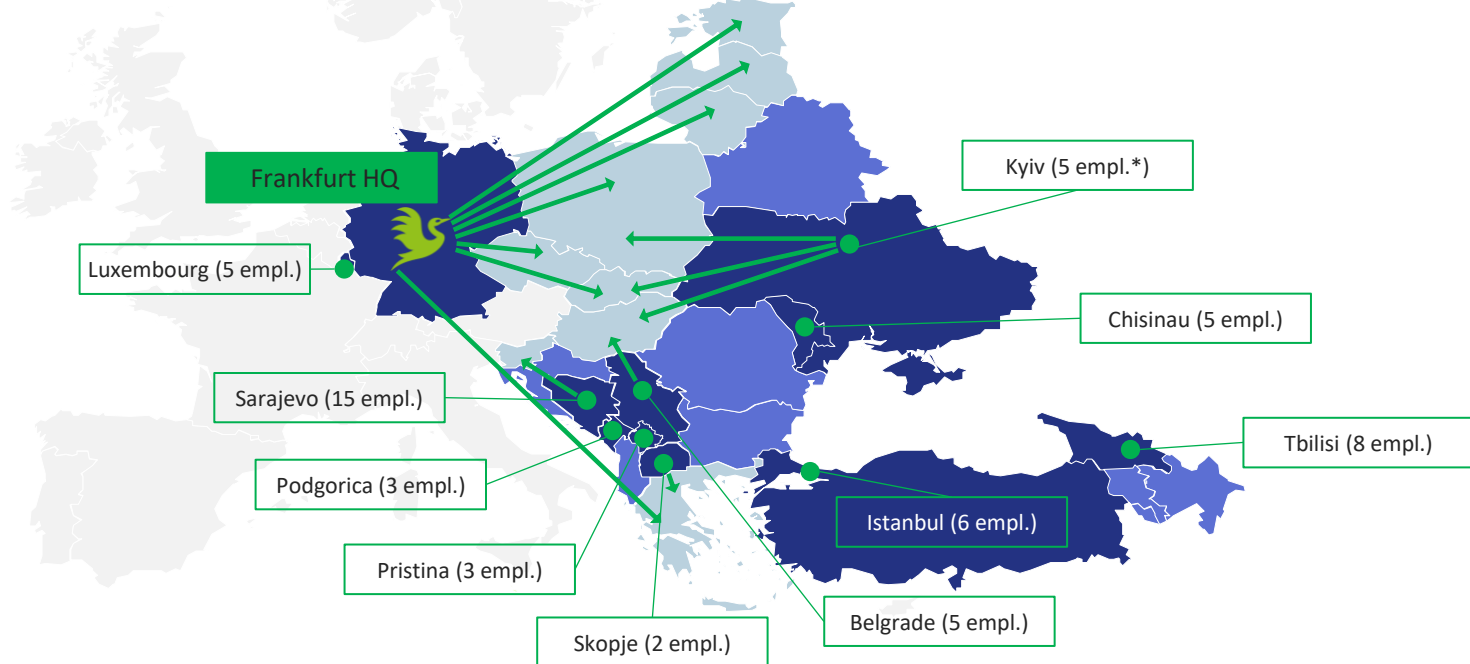 Frankfurt HQ
Kyiv (5 empl.*)
Luxembourg (5 empl.)
Chisinau (5 empl.)
Sarajevo (15 empl.)
Tbilisi (8 empl.)
Podgorica (3 empl.)
Istanbul (6 empl.)
Pristina (3 empl.)
Belgrade (5 empl.)
Skopje (2 empl.)